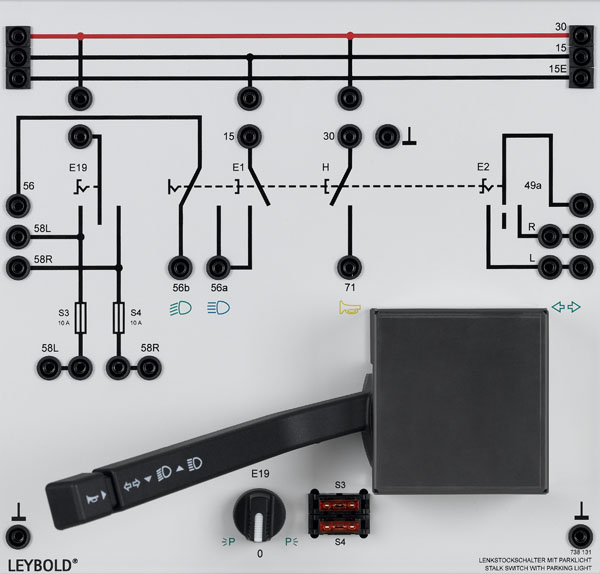 30
15
15E
15
30
E19
E1
H
E2
56
49a
58L
R
58R
L
56b
56a
71
S3
10 A
S4
10 A
58L
58R
E19
S3
P
P
0
S4
LEYBOLD®
738 131
LENKSTOCKSCHALTER MIT PARKLICHT
STALK SWITCH WITH PARKING LIGHT